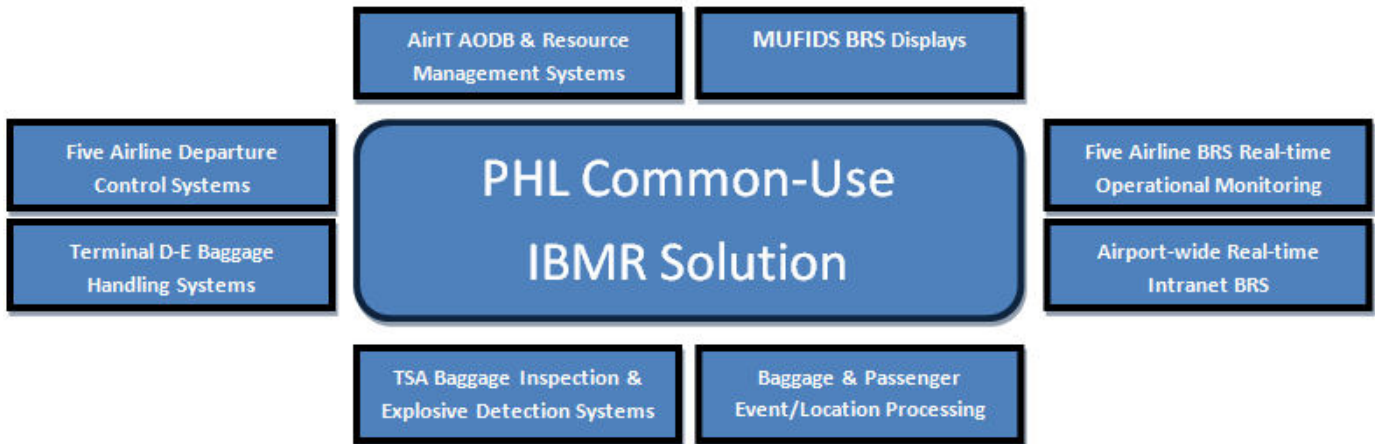 AirIT AODB & Resource
Management Systems
MUFIDS BRS Displays
Five Airline Departure
Control Systems
Terminal D-E Baggage
Handling Systems
PHL Common-Use
IBMR Solution
Five Airline BRS Real-time
Operational Monitoring
Airport-wide Real-time
Intranet BRS
TSA Baggage Inspection &
Explosive Detection Systems
Baggage & Passenger
Event/Location Processing